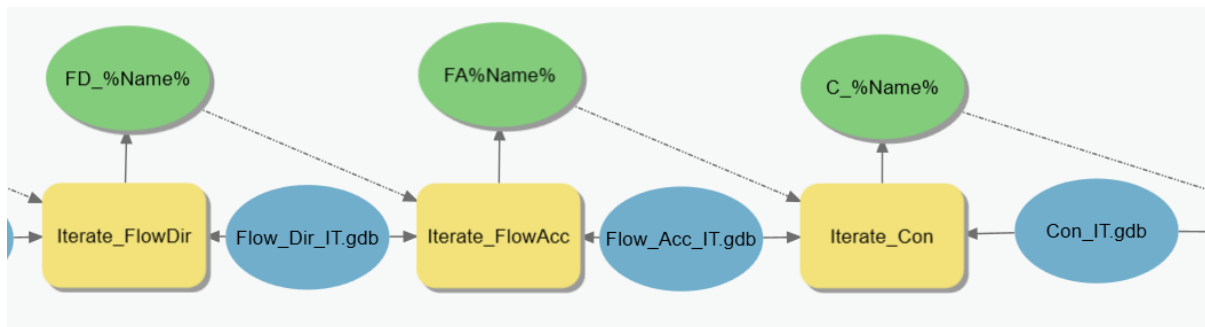 FD_%Name%
FA%Name%
C_%Name%
Iterate_FlowDir
Flow_Dir_IT.gdb
Iterate_FlowAcc
Flow_Acc_IT.gdb
Iterate_Con
Con_IT.gdb